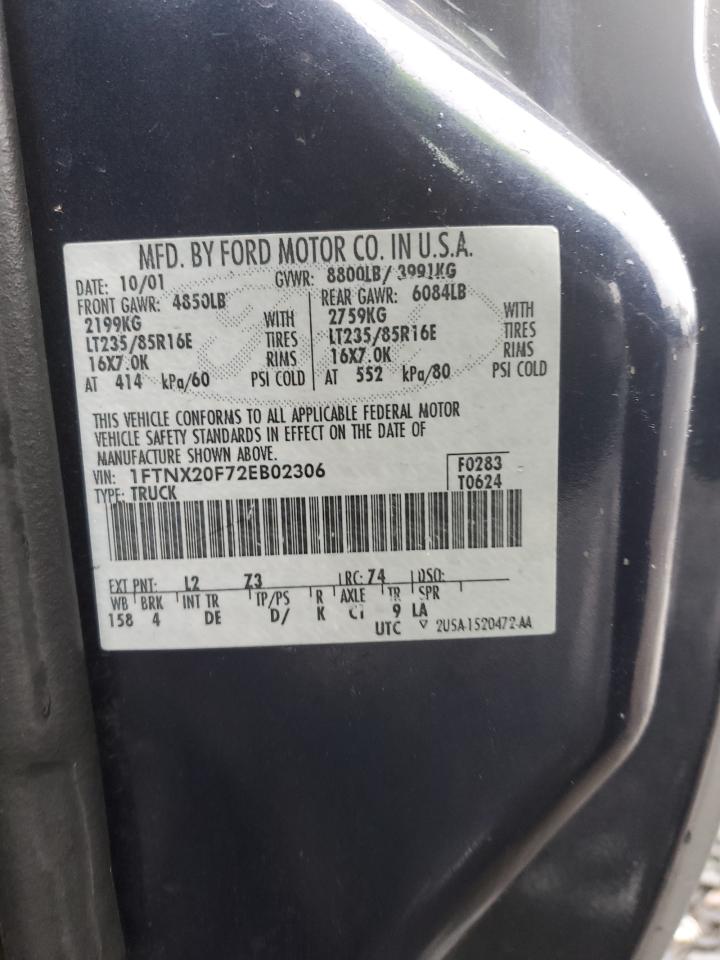 MFD. BY FORD MOTOR CO. IN U.S.A.
DATE: 10/01 GVWR: 8800LB/ 3991KG
FRONT GAWR: 4850LB REAR GAWR: 6084LB
2199KG WITH 2759KG WITH
LT235/85R16E TIRES LT235/85R16E TIRES
16X7.0K RIMS 16X7.0K RIMS
AT 414 kPa/60 PSI COLD AT 552 kPa/80 PSI COLD
THIS VEHICLE CONFORMS TO ALL APPLICABLE FEDERAL MOTOR
VEHICLE SAFETY STANDARDS IN EFFECT ON THE DATE OF
MANUFACTURE SHOWN ABOVE.
VIN: 1FTNX20F72EB02306 F0283
TYPE: TRUCK T0624
EXT PNT: L2 Z3 RC: 74 DSO:
WB BRK INT TR TP/PS R AXLE TR SPR
158 4 DE D/ K 9 LA
UTC ▽ 2U5A-1520472-AA